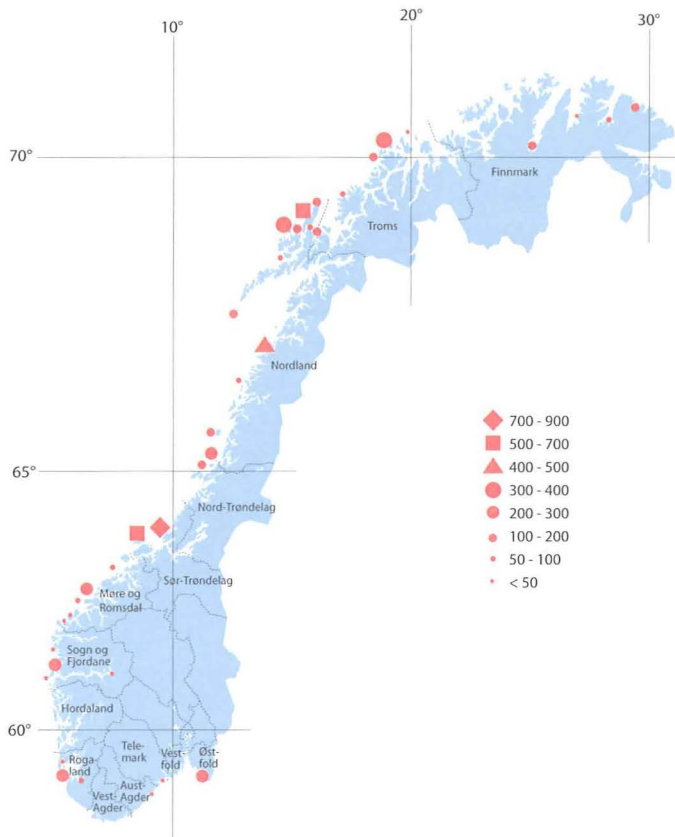 10°
20°
30°
70°
Finnmark
Troms
Nordland
700 - 900
500 - 700
400 - 500
300 - 400
200 - 300
100 - 200
50 - 100
< 50
65°
Nord-Trøndelag
Sør-Trøndelag
Møre og
Romsdal
Sogn og
Fjordane
Hordaland
60°
Roga-
land
Tele-
mark
Vest-
fold
Øst-
fold
Aust-
Agder
Vest-
Agder